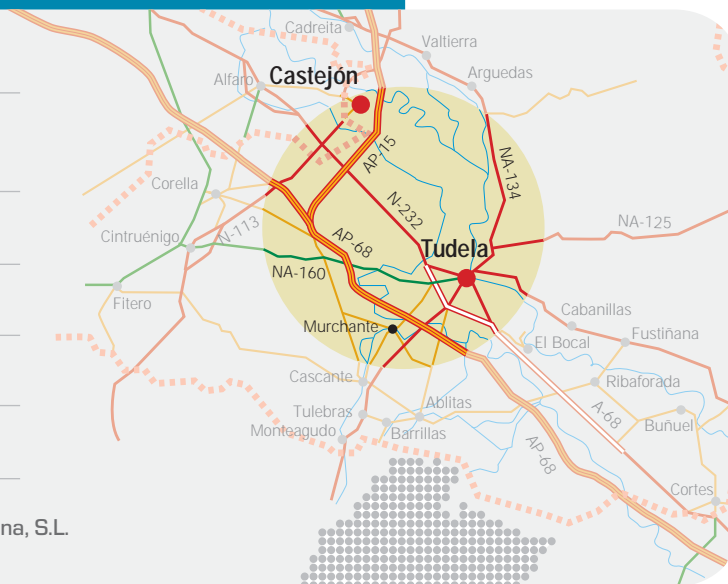 Cadreita
Valtierra
Alfaro
Castejón
Arguedas
AP-15
NA-134
Corella
N-232
NA-125
N-113
Cintruénigo
AP-68
Tudela
NA-160
Fitero
Cabanillas
Murchante
Fustiñana
El Bocal
Cascante
Ribaforada
Ablitas
Tulebras
A-68
Buñuel
Monteagudo
Barrillas
AP-68
Cortes
na, S.L.